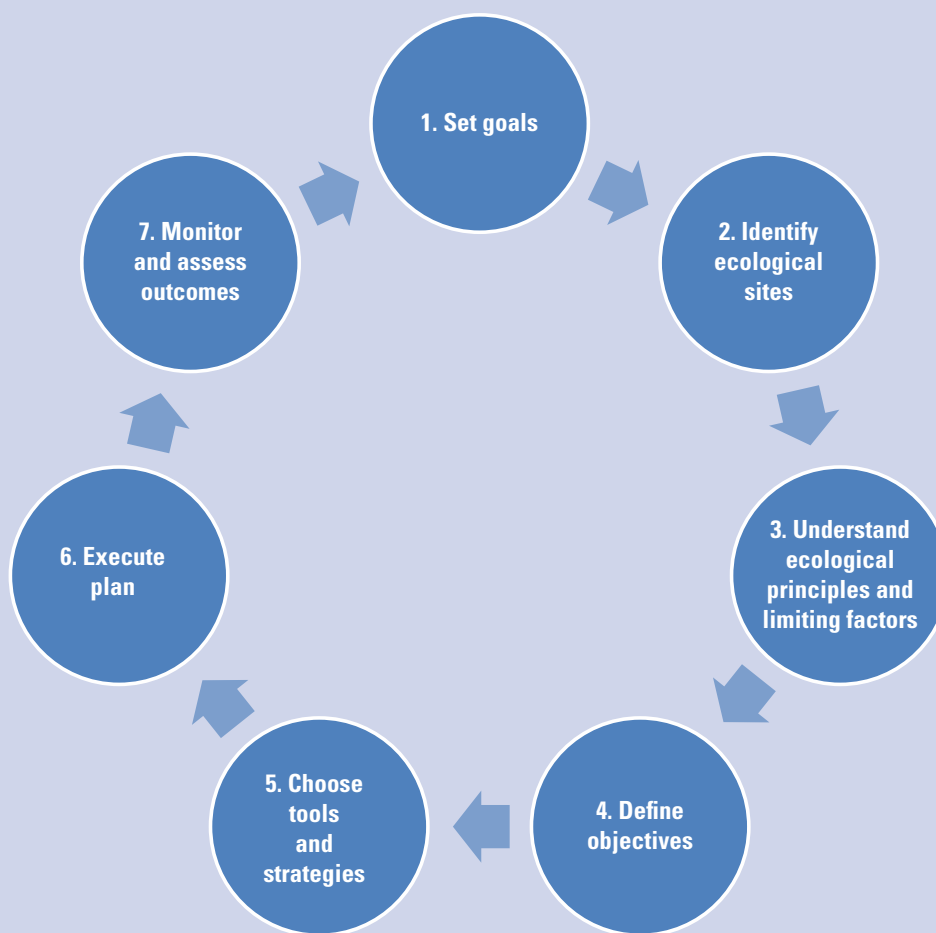 1. Set goals
2. Identify
ecological
sites
3. Understand
ecological
principles and
limiting factors
4. Define
objectives
5. Choose
tools
and
strategies
6. Execute
plan
7. Monitor
and assess
outcomes